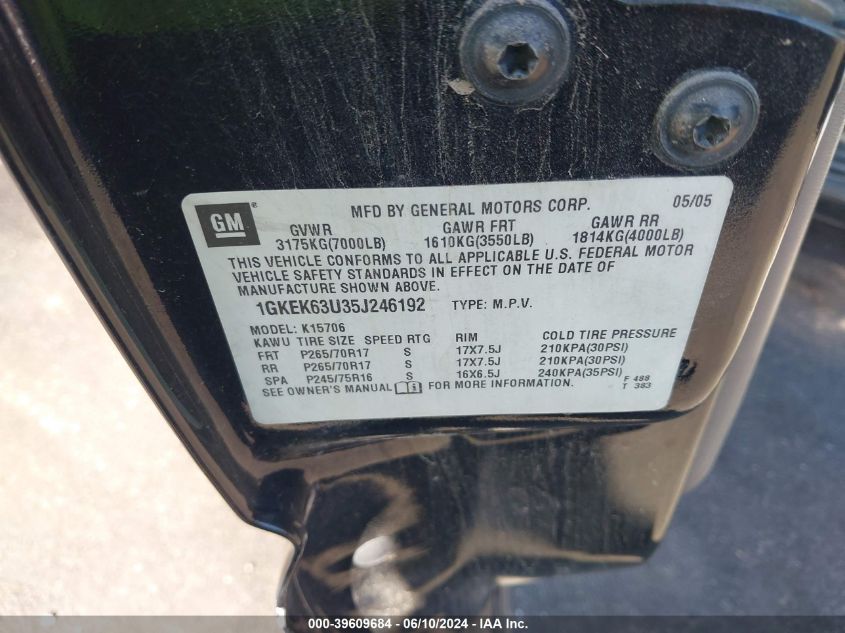 GM ® MFD BY GENERAL MOTORS CORP. 05/05
GVWR GAWR FRT GAWR RR
3175KG(7000LB) 1610KG(3550LB) 1814KG(4000LB)
THIS VEHICLE CONFORMS TO ALL APPLICABLE U.S. FEDERAL MOTOR
VEHICLE SAFETY STANDARDS IN EFFECT ON THE DATE OF
MANUFACTURE SHOWN ABOVE.
1GKEK63U35J246192 TYPE: M.P.V.
MODEL: K15706
KAWU TIRE SIZE SPEED RTG RIM COLD TIRE PRESSURE
FRT P265/70R17 S 17X7.5J 210KPA(30PSI)
RR P265/70R17 S 17X7.5J 210KPA(30PSI)
SPA P245/75R16 S 16X6.5J 240KPA(35PSI) F 488
SEE OWNER'S MANUAL FOR MORE INFORMATION. T 383
000-39609684 - 06/10/2024 - IAA Inc.